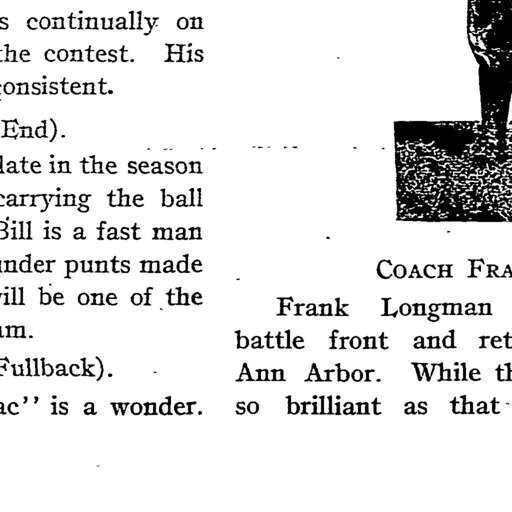 s continually on
the contest. His
consistent.
End).
late in the season
carrying the ball
Bill is a fast man
under punts made
will be one of the
am.
Fullback).
ac" is a wonder.
COACH FRA
Frank Longman
battle front and ret
Ann Arbor. While th
so brilliant as that